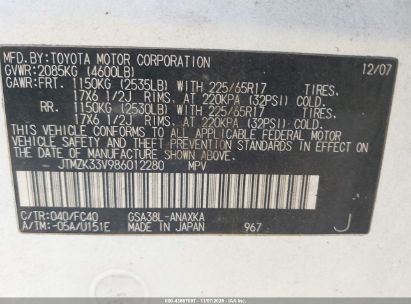 MFD.BY:TOYOTA MOTOR CORPORATION 12/07
GVWR:2085KG (4600LB)
GAWR:FRT. 1150KG (2535LB) WITH 225/65R17 TIRES.
17X6 1/2J RIMS, AT 220KPA (32PSI) COLD.
RR. 1150KG (2530LB) WITH 225/65R17 TIRES.
17X6 1/2J RIMS, AT 220KPA (32PSI) COLD.
THIS VEHICLE CONFORMS TO ALL APPLICABLE FEDERAL MOTOR
VEHICLE SAFETY AND THEFT PREVENTION STANDARDS IN EFFECT ON
THE DATE OF MANUFACTURE SHOWN ABOVE.
JTMZK33V986012280 MPV
C/TR:040/FC40 GSA38L-ANAXKA
A/TM:-05A/U151E MADE IN JAPAN 967 J